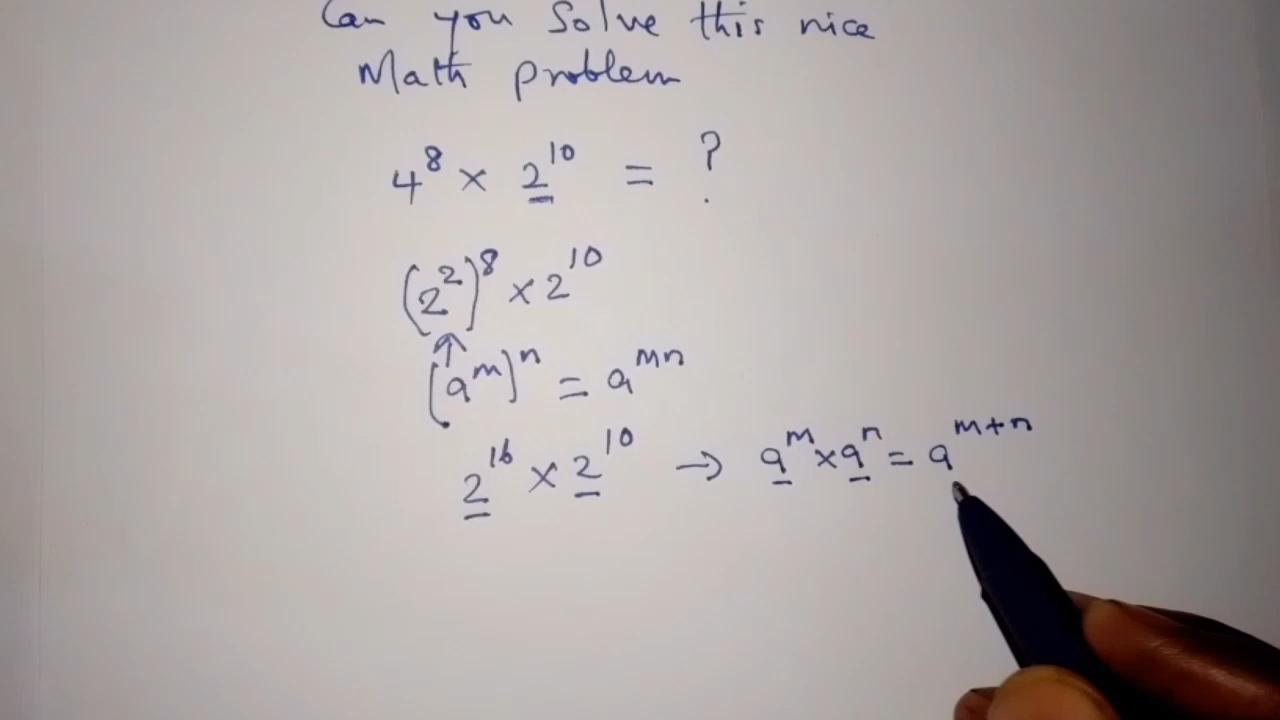 Can you Solve this nice
Math problem
4^8 × 2^10 = ?
(2^2)^8 × 2^10
(a^m)^n = a^mn
2^16 × 2^10 → a^m × a^n = a^m+n